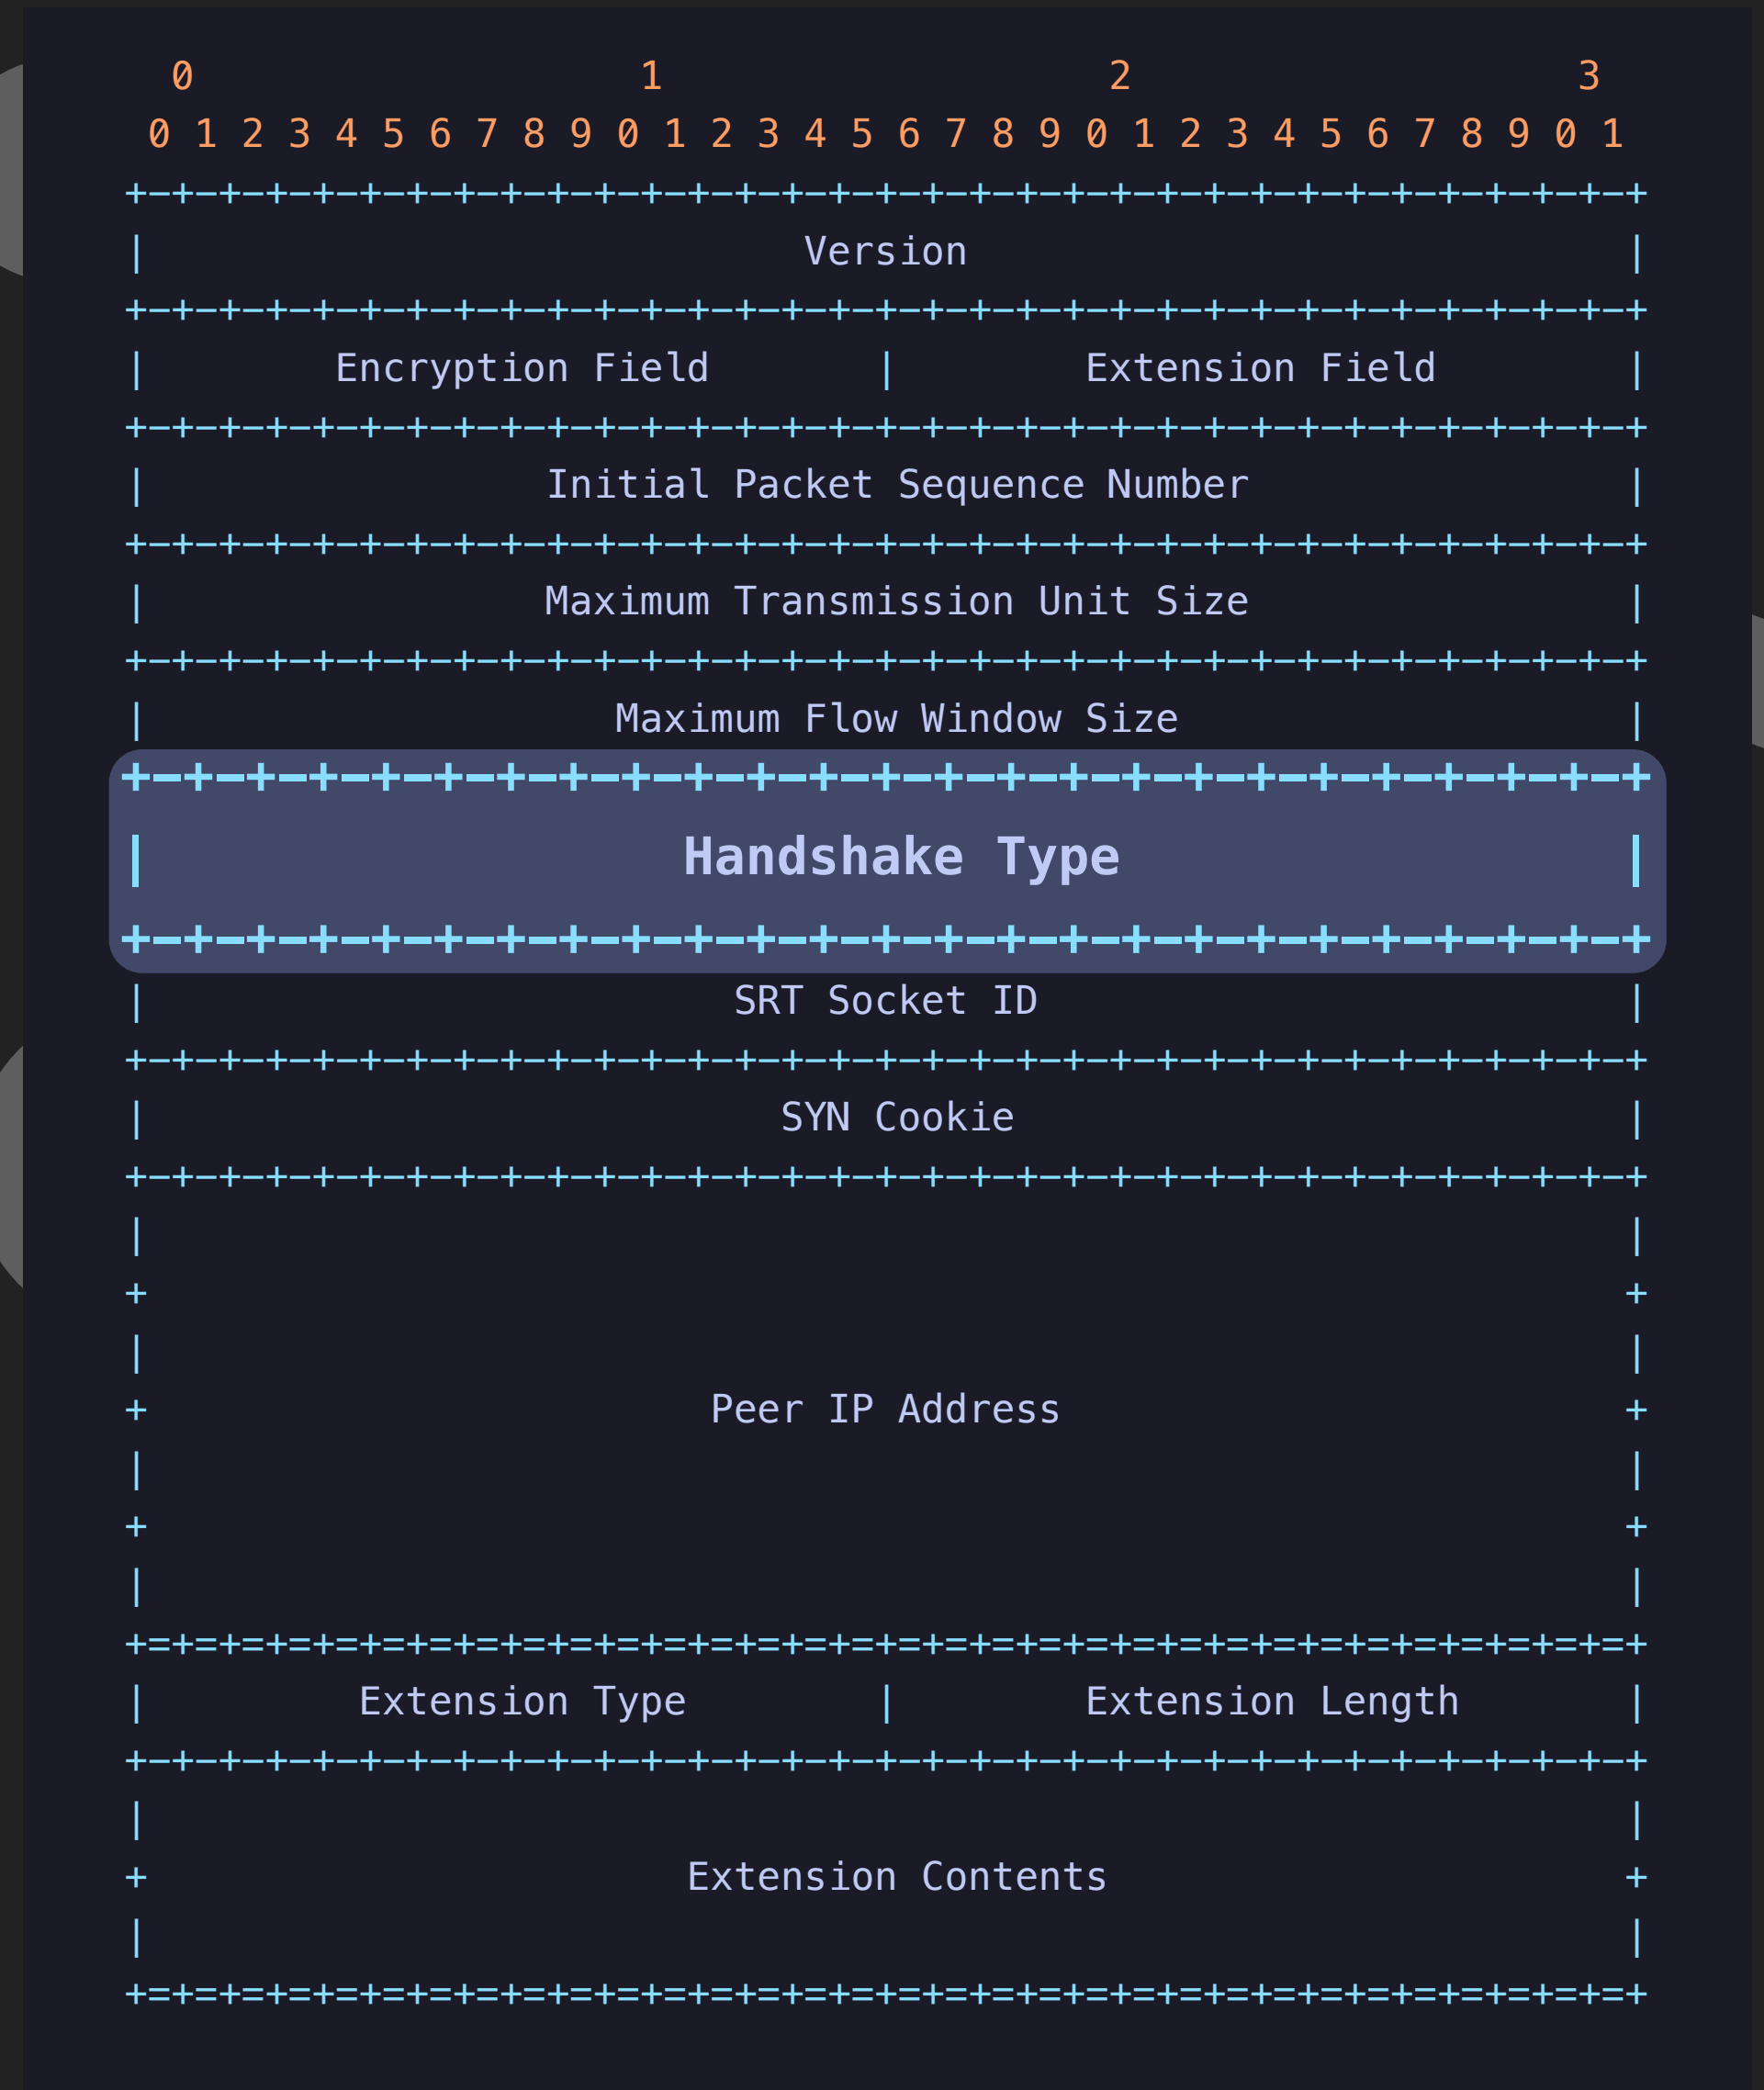 0                   1                   2                   3
0 1 2 3 4 5 6 7 8 9 0 1 2 3 4 5 6 7 8 9 0 1 2 3 4 5 6 7 8 9 0 1
+-+-+-+-+-+-+-+-+-+-+-+-+-+-+-+-+-+-+-+-+-+-+-+-+-+-+-+-+-+-+-+-+
| Version |
+-+-+-+-+-+-+-+-+-+-+-+-+-+-+-+-+-+-+-+-+-+-+-+-+-+-+-+-+-+-+-+-+
| Encryption Field | Extension Field |
+-+-+-+-+-+-+-+-+-+-+-+-+-+-+-+-+-+-+-+-+-+-+-+-+-+-+-+-+-+-+-+-+
| Initial Packet Sequence Number |
+-+-+-+-+-+-+-+-+-+-+-+-+-+-+-+-+-+-+-+-+-+-+-+-+-+-+-+-+-+-+-+-+
| Maximum Transmission Unit Size |
+-+-+-+-+-+-+-+-+-+-+-+-+-+-+-+-+-+-+-+-+-+-+-+-+-+-+-+-+-+-+-+-+
| Maximum Flow Window Size |
+-+-+-+-+-+-+-+-+-+-+-+-+-+-+-+-+-+-+-+-+-+-+-+-+
| Handshake Type |
+-+-+-+-+-+-+-+-+-+-+-+-+-+-+-+-+-+-+-+-+-+-+-+-+
| SRT Socket ID |
+-+-+-+-+-+-+-+-+-+-+-+-+-+-+-+-+-+-+-+-+-+-+-+-+-+-+-+-+-+-+-+-+
| SYN Cookie |
+-+-+-+-+-+-+-+-+-+-+-+-+-+-+-+-+-+-+-+-+-+-+-+-+-+-+-+-+-+-+-+-+
| |
+ +
| |
+ Peer IP Address +
| |
+ +
| |
+=+=+=+=+=+=+=+=+=+=+=+=+=+=+=+=+=+=+=+=+=+=+=+=+=+=+=+=+=+=+=+=+
| Extension Type | Extension Length |
+-+-+-+-+-+-+-+-+-+-+-+-+-+-+-+-+-+-+-+-+-+-+-+-+-+-+-+-+-+-+-+-+
| |
+ Extension Contents +
| |
+=+=+=+=+=+=+=+=+=+=+=+=+=+=+=+=+=+=+=+=+=+=+=+=+=+=+=+=+=+=+=+=+